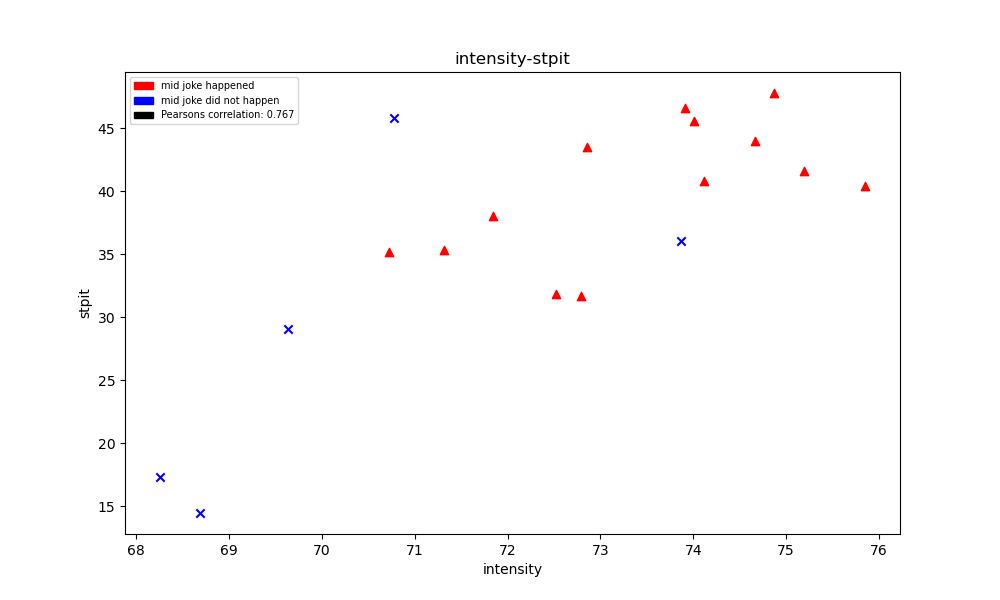 intensity-stpit
mid joke happened
mid joke did not happen
Pearsons correlation: 0.767
stpit
45
40
35
30
25
20
15
68 69 70 71 72 73 74 75 76
intensity